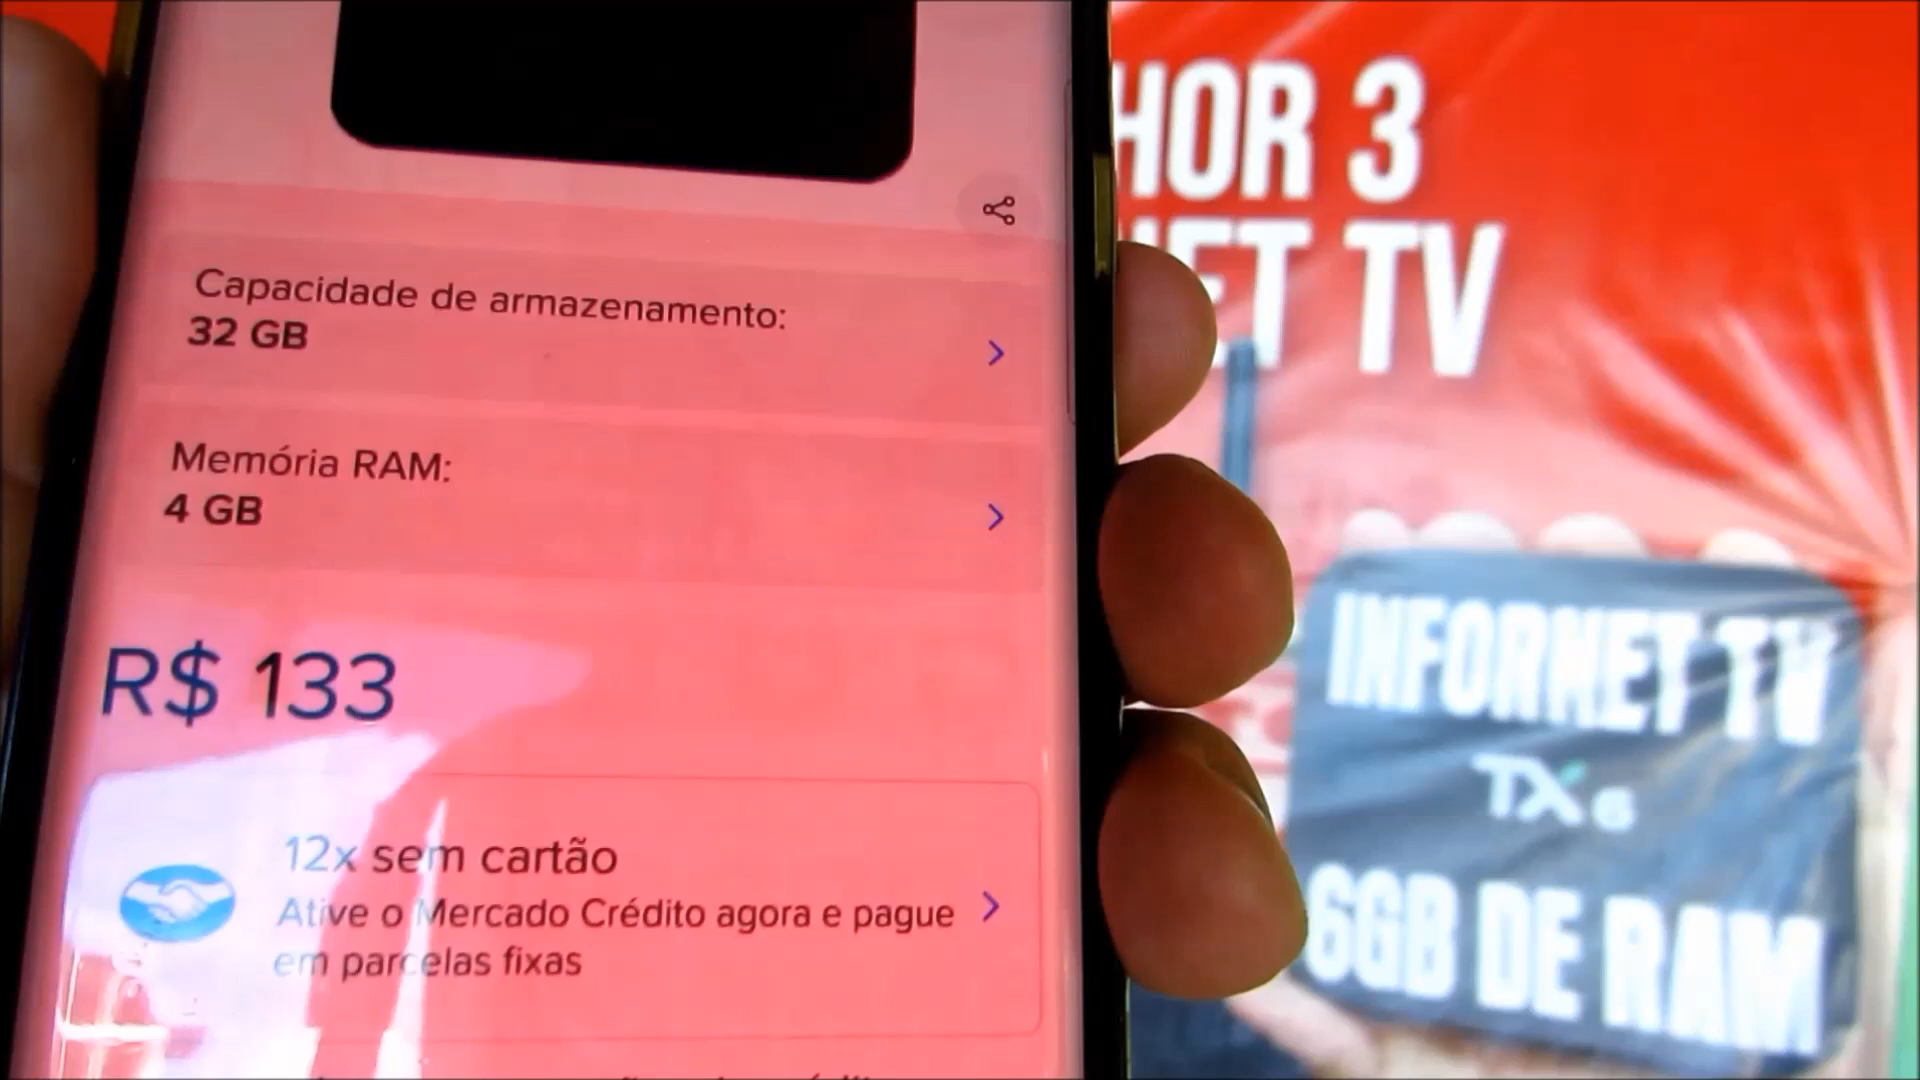 Capacidade de armazenamento:
32 GB
Memória RAM:
4 GB
R$ 133
12x sem cartão
Ative o Mercado Crédito agora e pague
em parcelas fixas
HOR 3
NET TV
INFORNET TV
TX6
6GB DE RAM